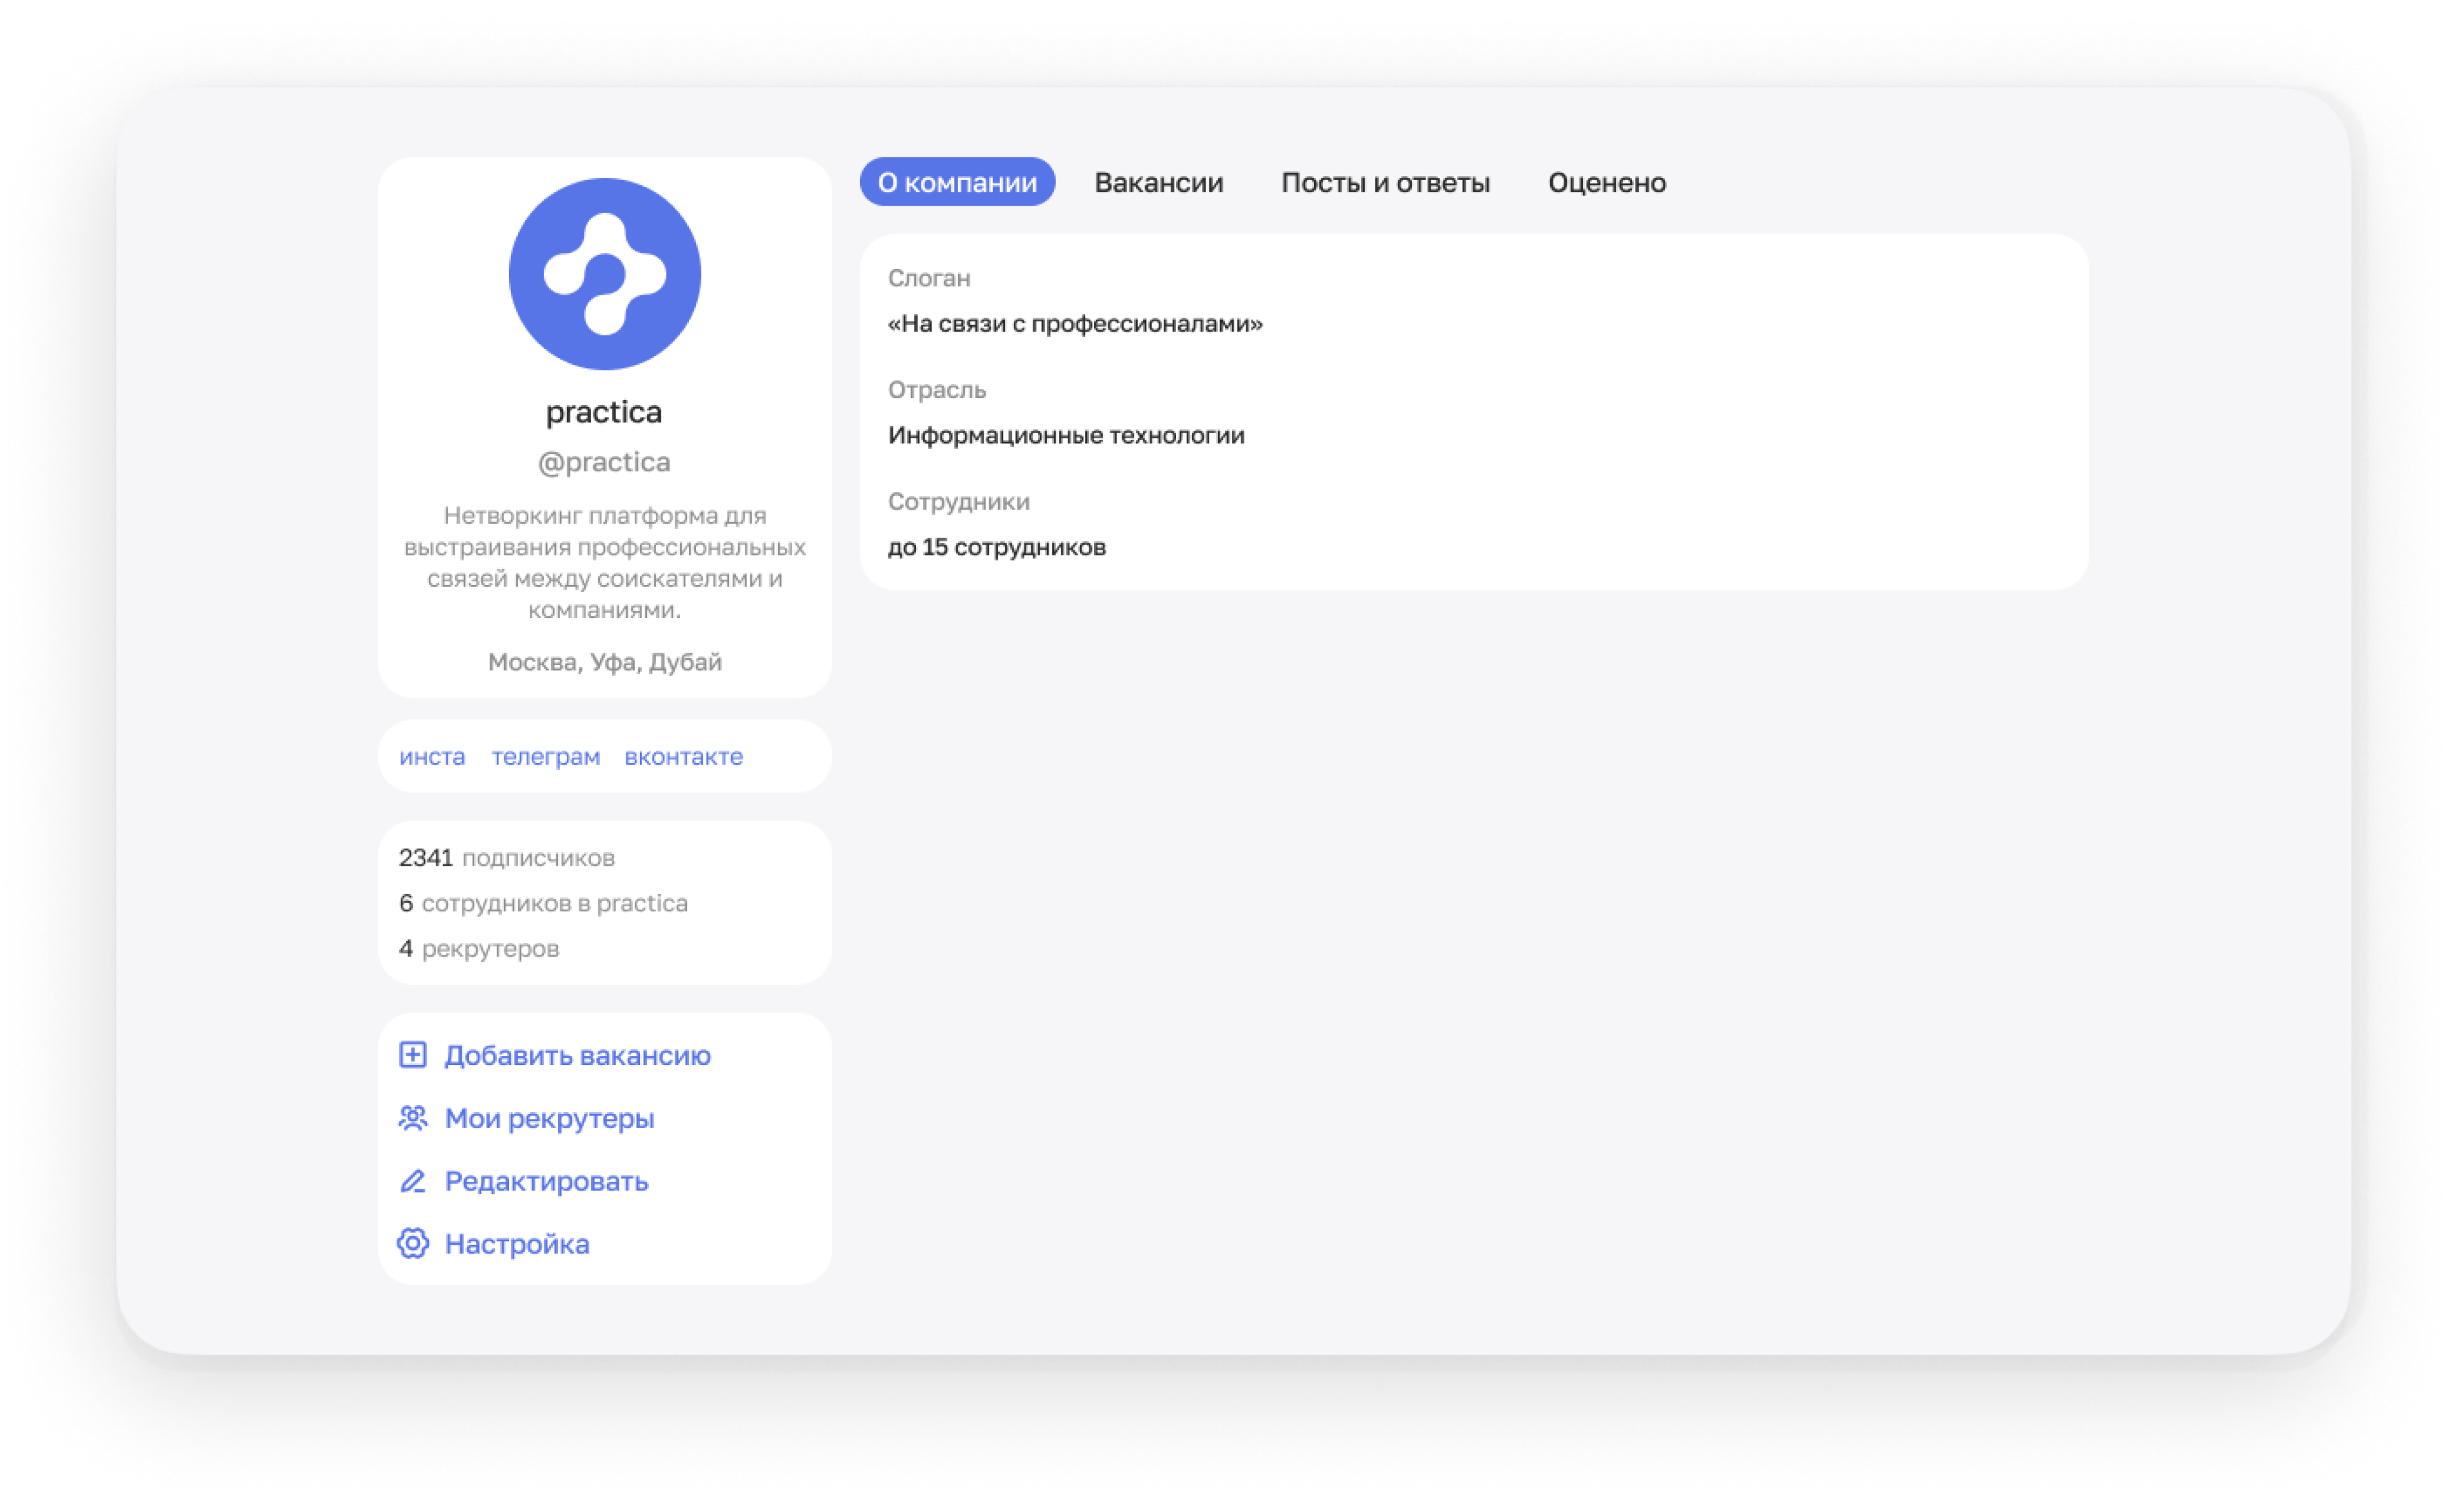 О компании Вакансии Посты и ответы Оценено
practica
@practica
Нетворкинг платформа для
выстраивания профессиональных
связей между соискателями и
компаниями.
Москва, Уфа, Дубай
инста телеграм вконтакте
2341 подписчиков
6 сотрудников в practica
4 рекрутеров
Добавить вакансию
Мои рекрутеры
Редактировать
Настройка
Слоган
«На связи с профессионалами»
Отрасль
Информационные технологии
Сотрудники
до 15 сотрудников